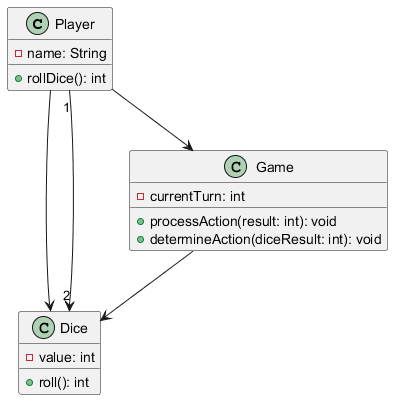 C Player
name: String
rollDice(): int
1
C Game
currentTurn: int
processAction(result: int): void
determineAction(diceResult: int): void
2
C Dice
value: int
roll(): int